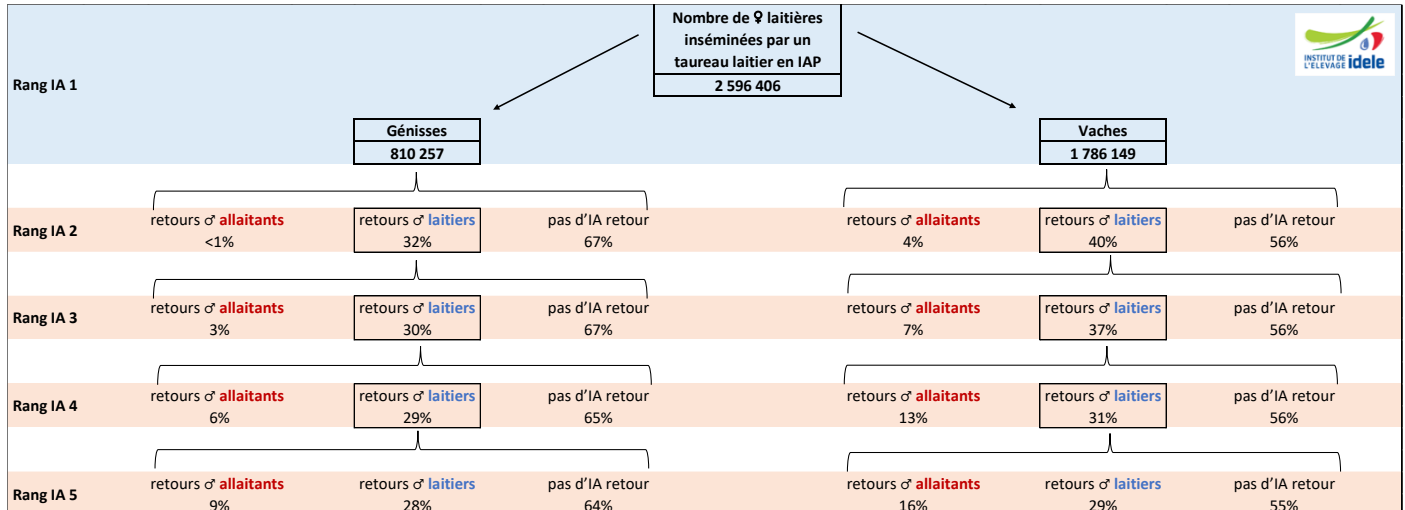 Nombre de ♀ laitières
inséminées par un
taureau laitier en IAP
2 596 406
INSTITUT DE
L'ELEVAGE idele
Rang IA 1
Génisses
810 257
Vaches
1 786 149
Rang IA 2
retours ♂ allaitants
<1%
retours ♂ laitiers
32%
pas d’IA retour
67%
retours ♂ allaitants
4%
retours ♂ laitiers
40%
pas d’IA retour
56%
Rang IA 3
retours ♂ allaitants
3%
retours ♂ laitiers
30%
pas d’IA retour
67%
retours ♂ allaitants
7%
retours ♂ laitiers
37%
pas d’IA retour
56%
Rang IA 4
retours ♂ allaitants
6%
retours ♂ laitiers
29%
pas d’IA retour
65%
retours ♂ allaitants
13%
retours ♂ laitiers
31%
pas d’IA retour
56%
Rang IA 5
retours ♂ allaitants
9%
retours ♂ laitiers
28%
pas d’IA retour
64%
retours ♂ allaitants
16%
retours ♂ laitiers
29%
pas d’IA retour
55%